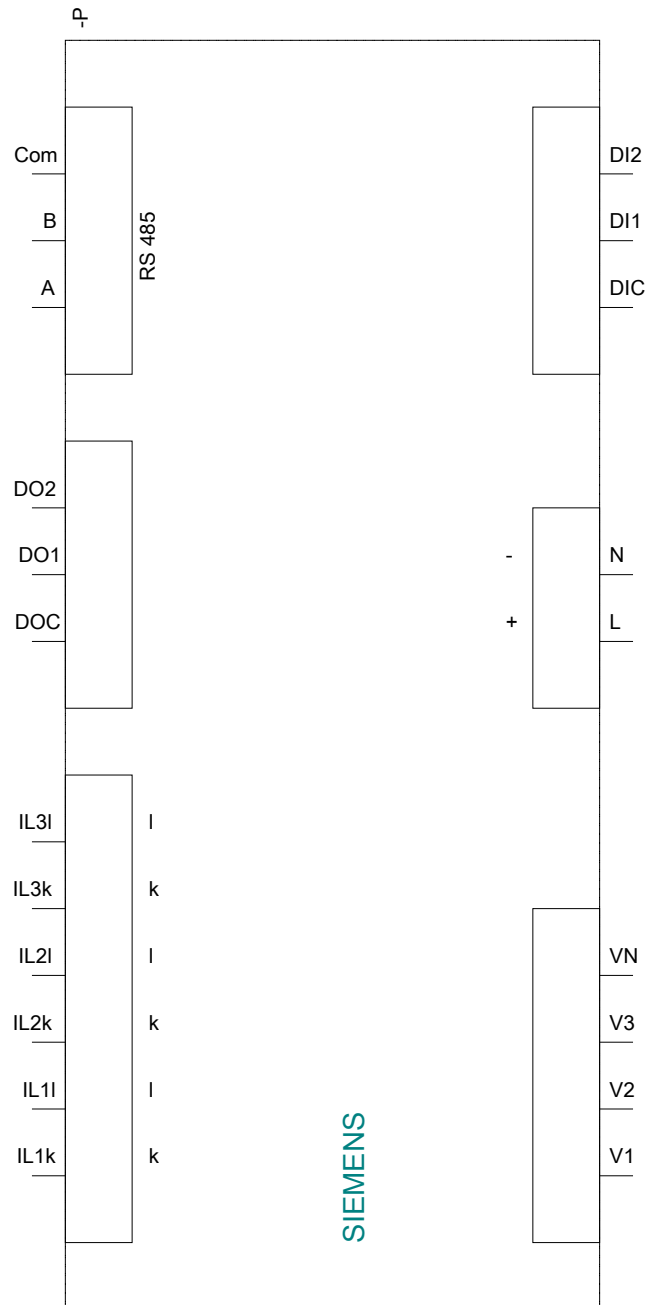 -P
Com
B
A
RS 485
DI2
DI1
DIC
DO2
DO1
DOC
-
+
N
L
IL3l
IL3k
IL2l
IL2k
IL1l
IL1k
l
k
l
k
l
k
VN
V3
V2
V1
SIEMENS